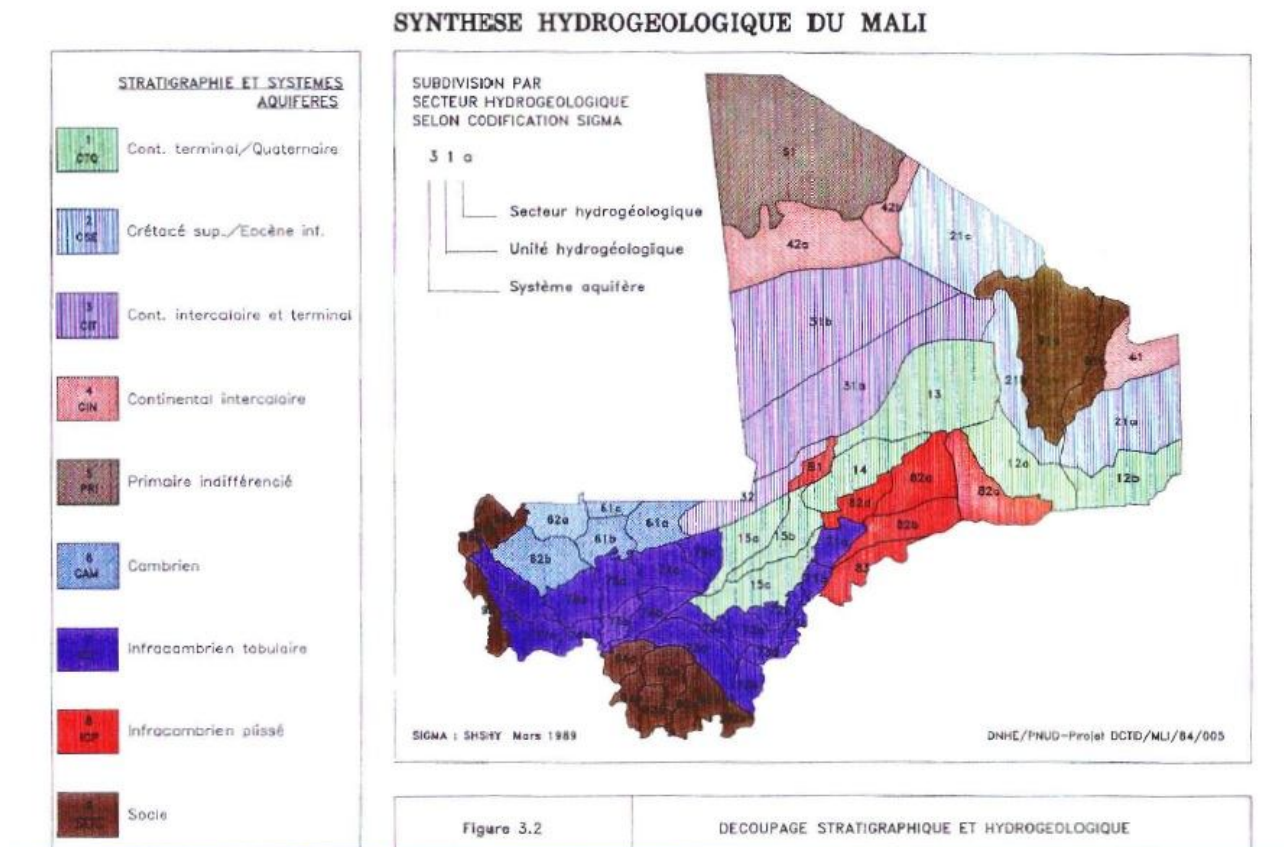 SYNTHESE HYDROGEOLOGIQUE DU MALI
STRATIGRAPHIE ET SYSTEMES
AQUIFERES
1
CTQ
Cont. terminal/Quaternaire
2
CSE
Crétacé sup./Eocène inf.
3
CIT
Cont. intercalaire et terminal
4
CIN
Continental intercalaire
5
PRI
Primaire indifférencié
6
CAM
Cambrien
Infracambrien tabulaire
8
ICP
Infracambrien plissé
Socle
SUBDIVISION PAR
SECTEUR HYDROGEOLOGIQUE
SELON CODIFICATION SIGMA
3 1 a
Secteur hydrogéologique
Unité hydrogéologique
Système aquifère
51
42b
42a
21c
31b
41
31a
13
21a
14
82a
12a
12b
81
82c
32
62a
61c
61a
82d
82b
61b
15a
15b
62b
83
15c
SIGMA : SHSHY Mars 1989
DNHE/PNUD-Projet DCTD/MLI/84/005
Figure 3.2
DECOUPAGE STRATIGRAPHIQUE ET HYDROGEOLOGIQUE